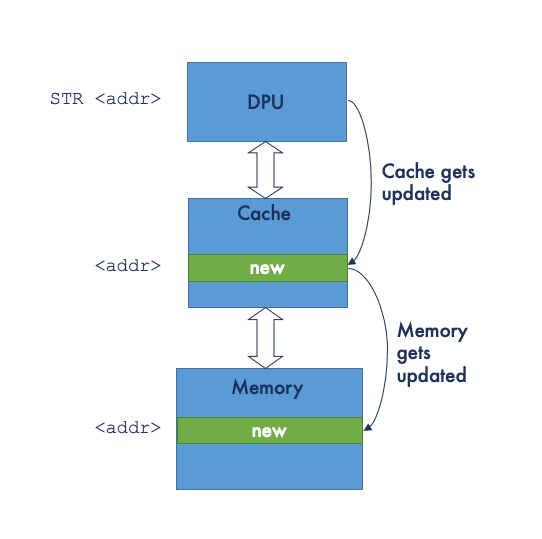 STR <addr>
DPU
Cache gets
updated
Cache
<addr>
new
Memory
gets
updated
Memory
<addr>
new